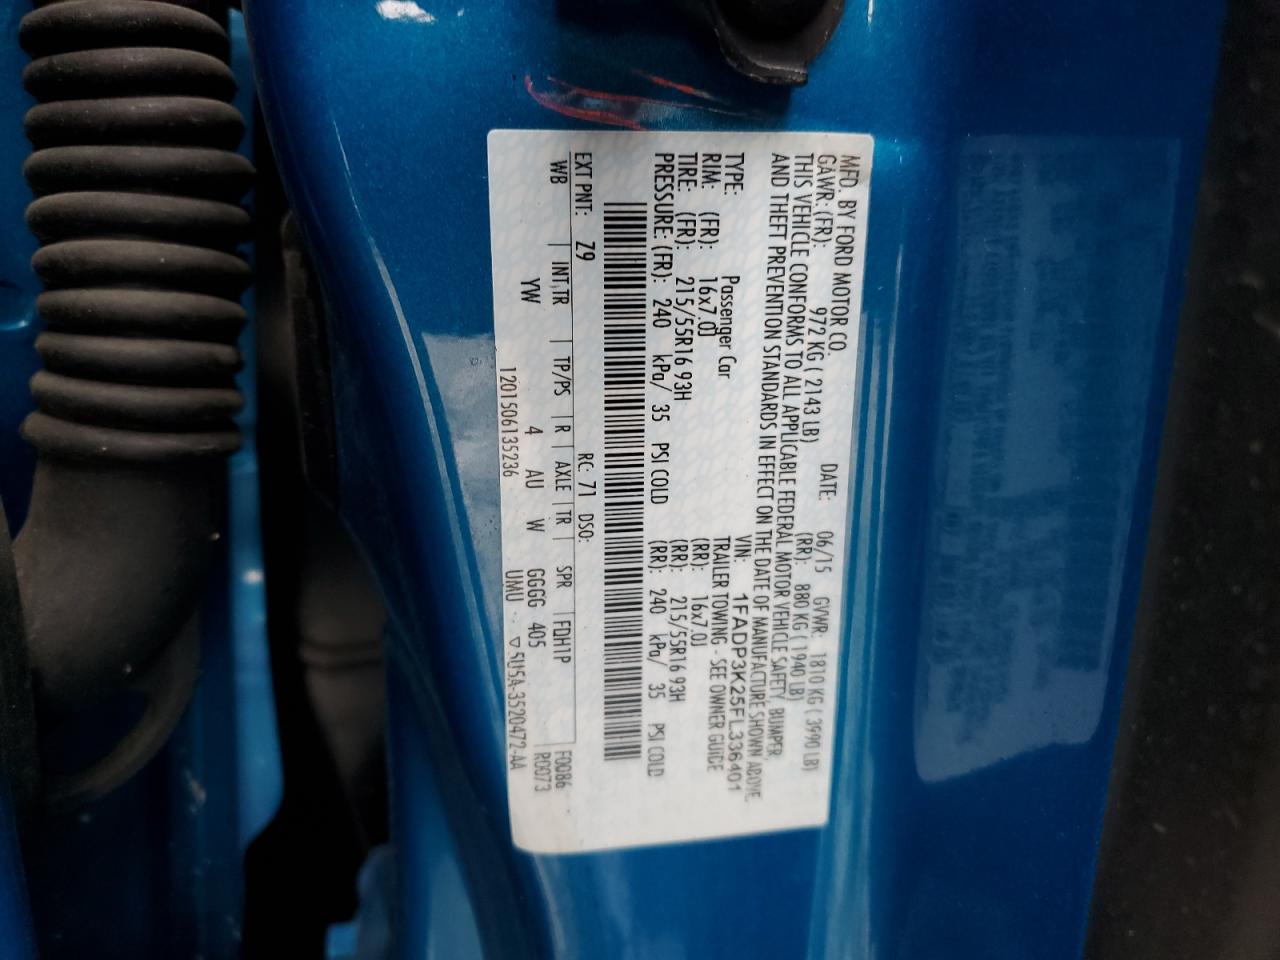 MFD. BY FORD MOTOR CO.
DATE: 06/15 GVWR: 1810 KG ( 3990 LB)
GAWR: (FR): 972 KG ( 2143 LB) (RR): 880 KG ( 1940 LB)
THIS VEHICLE CONFORMS TO ALL APPLICABLE FEDERAL MOTOR VEHICLE SAFETY, BUMPER,
AND THEFT PREVENTION STANDARDS IN EFFECT ON THE DATE OF MANUFACTURE SHOWN ABOVE.
VIN: 1FADP3K25FL336401
TYPE: Passenger Car TRAILER TOWING - SEE OWNER GUIDE
RIM: (FR): 16x7.0J (RR): 16x7.0J
TIRE: (FR): 215/55R16 93H (RR): 215/55R16 93H
PRESSURE: (FR): 240 kPa/ 35 PSI COLD (RR): 240 kPa/ 35 PSI COLD
EXT PNT: Z9 RC: 71 DSO:
WB INT,TR TP/PS R AXLE TR SPR FDH1P F0086
YW 4 AU W GGGG 405 R0073
1201506135236 UMU ▽5USA-3520472-AA